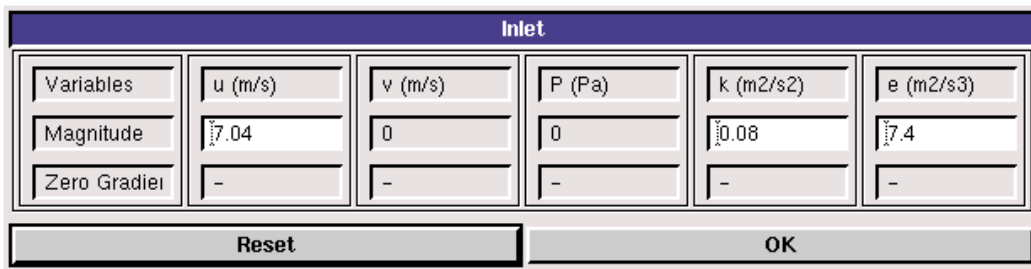 Inlet
Variables u (m/s) v (m/s) P (Pa) k (m2/s2) e (m2/s3)
Magnitude 7.04 0 0 0.08 7.4
Zero Gradier - - - - -
Reset OK